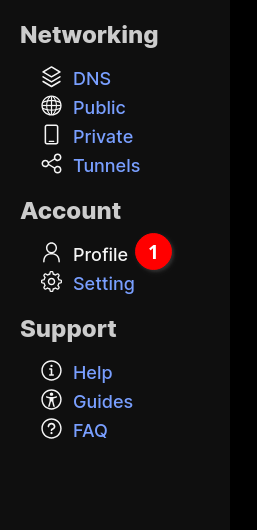 Networking
DNS
Public
Private
Tunnels
Account
Profile 1
Setting
Support
Help
Guides
FAQ